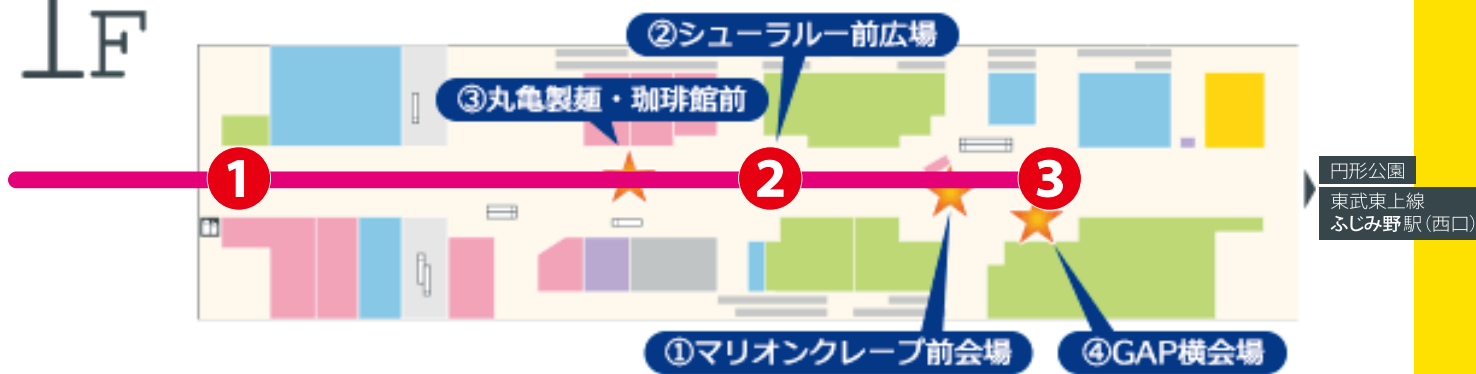 1F
②シューラルー前広場
③丸亀製麺・珈琲館前
1
2
3
円形公園
東武東上線
ふじみ野駅(西口)
①マリオンクレープ前会場
④GAP横会場